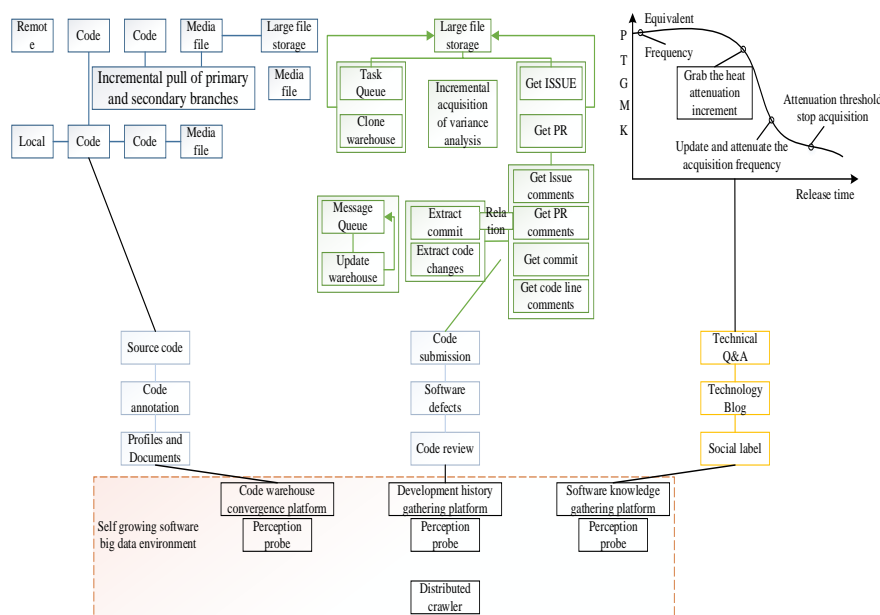 Remot
e
Code
Code
Media
file
Large file
storage
Incremental pull of primary
and secondary branches
Media
file
Local
Code
Code
Media
file
Large file
storage
Task
Queue
Clone
warehouse
Incremental
acquisition
of variance
analysis
Get ISSUE
Get PR
Get Issue
comments
Get PR
comments
Get commit
Get code line
comments
Message
Queue
Update
warehouse
Extract
commit
Extract code
changes
Rela
tion
P
T
G
M
K
Equivalent
Frequency
Grab the heat
attenuation
increment
Attenuation threshold
stop acquisition
Update and attenuate the
acquisition frequency
Release time
Source code
Code
annotation
Profiles and
Documents
Code
submission
Software
defects
Code review
Technical
Q&A
Technology
Blog
Social label
Self growing software
big data environment
Code warehouse
convergence platform
Perception
probe
Development history
gathering platform
Perception
probe
Software knowledge
gathering platform
Perception
probe
Distributed
crawler